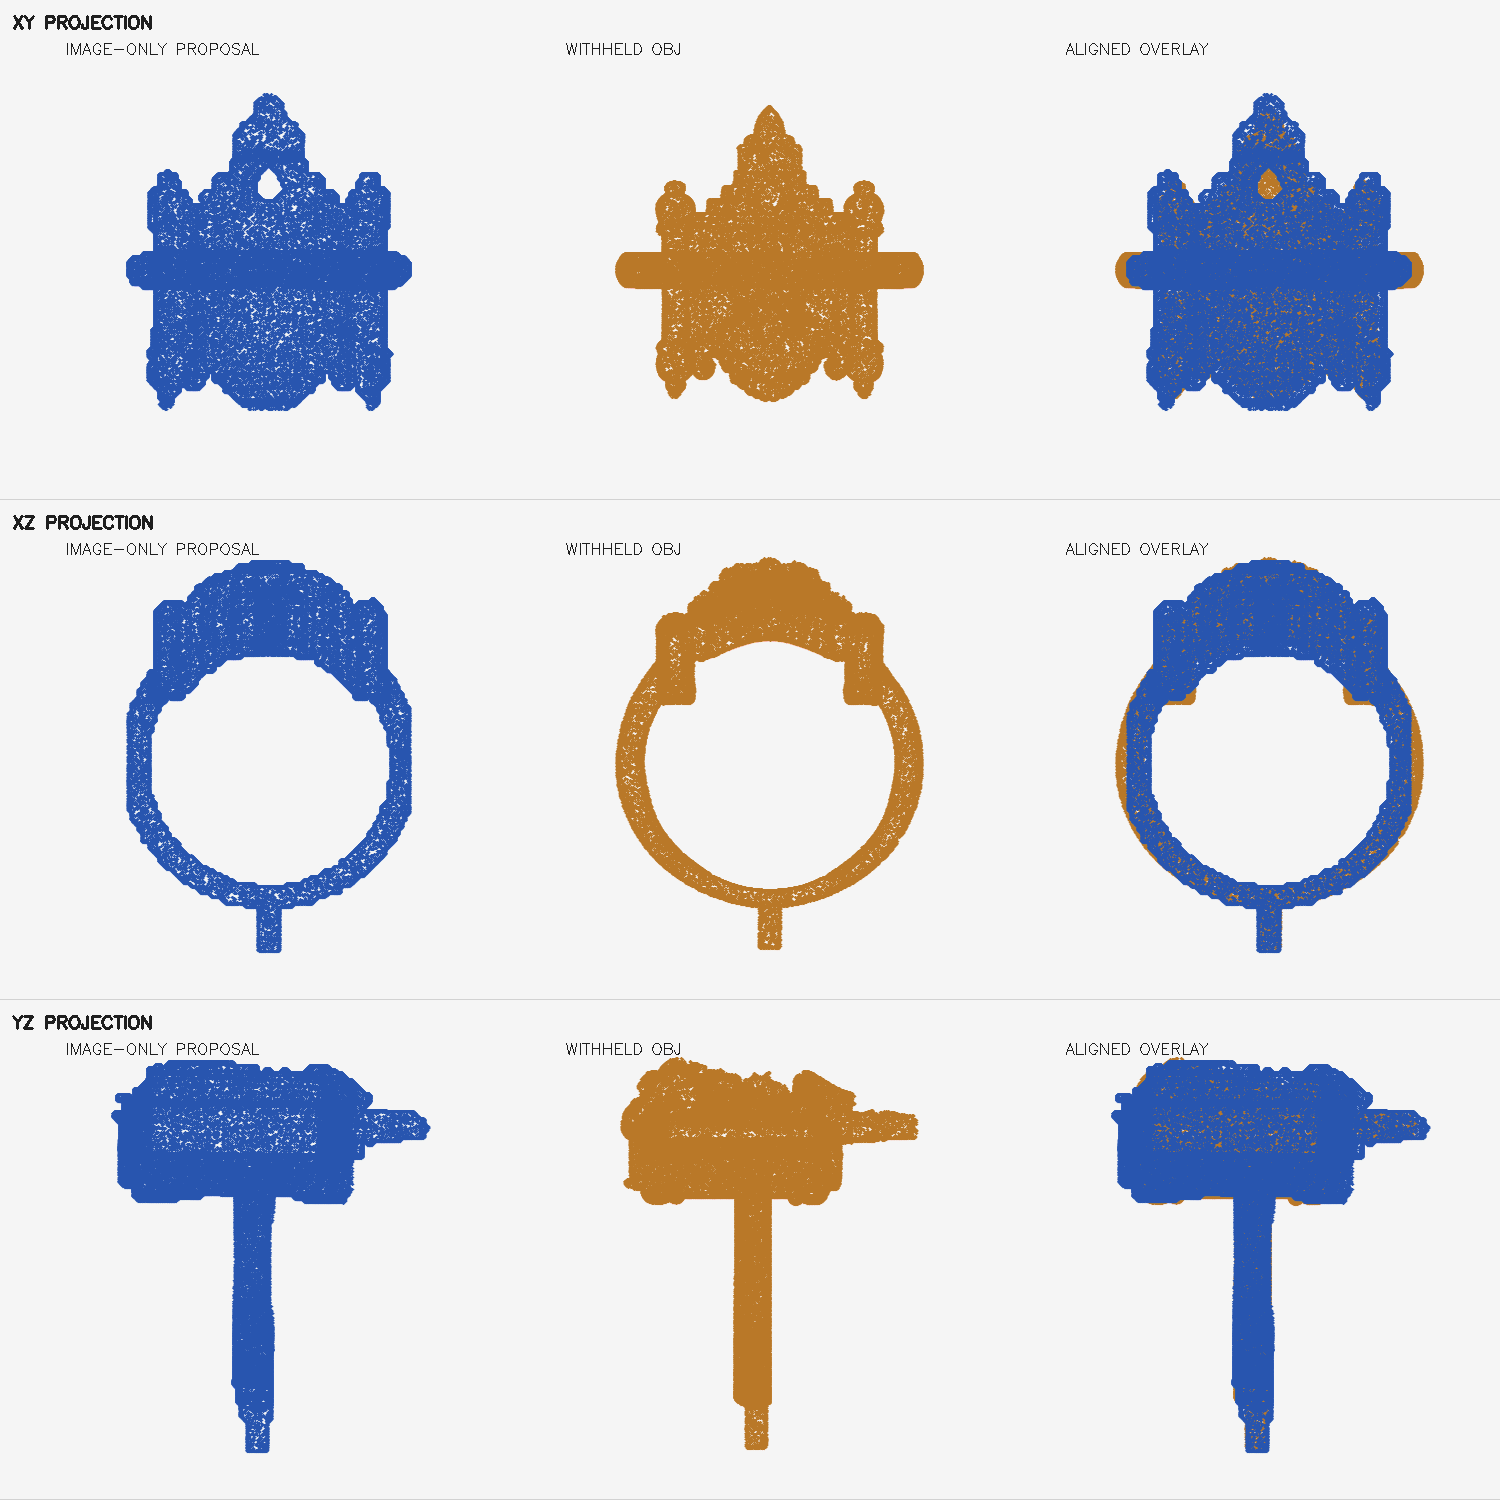 XY PROJECTION
IMAGE-ONLY PROPOSAL
WITHHELD OBJ
ALIGNED OVERLAY
XZ PROJECTION
IMAGE-ONLY PROPOSAL
WITHHELD OBJ
ALIGNED OVERLAY
YZ PROJECTION
IMAGE-ONLY PROPOSAL
WITHHELD OBJ
ALIGNED OVERLAY